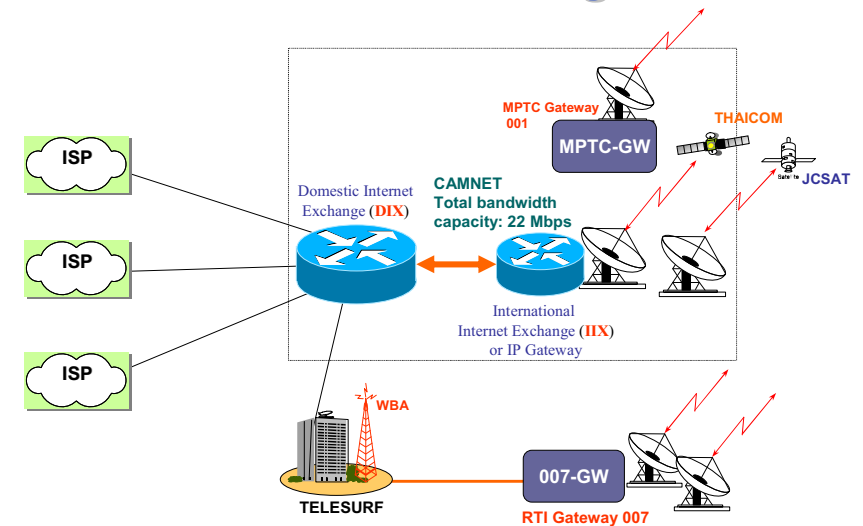 MPTC Gateway
001
MPTC-GW
THAICOM
Satellite
JCSAT
ISP
Domestic Internet
Exchange (DIX)
CAMNET
Total bandwidth
capacity: 22 Mbps
ISP
International
Internet Exchange (IIX)
or IP Gateway
ISP
WBA
TELESURF
007-GW
RTI Gateway 007